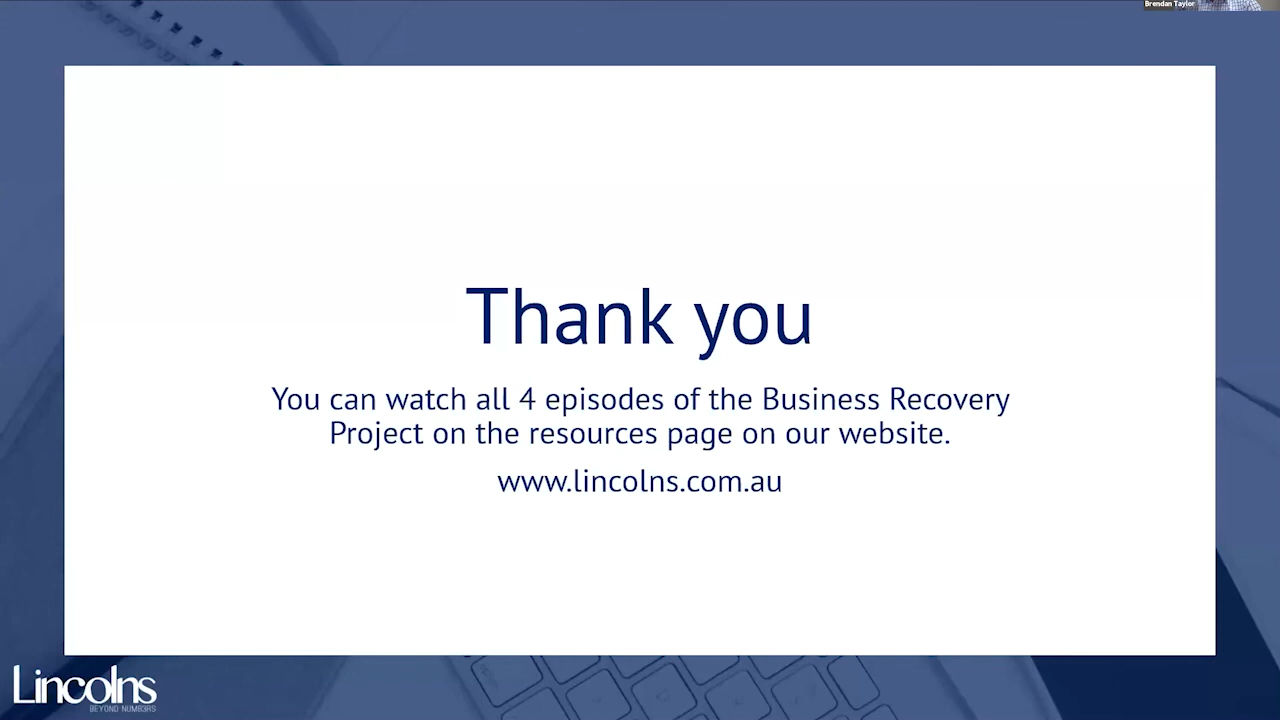 Brendan Taylor
Thank you
You can watch all 4 episodes of the Business Recovery
Project on the resources page on our website.
www.lincolns.com.au
Lincolns
BEYOND NUMB3RS